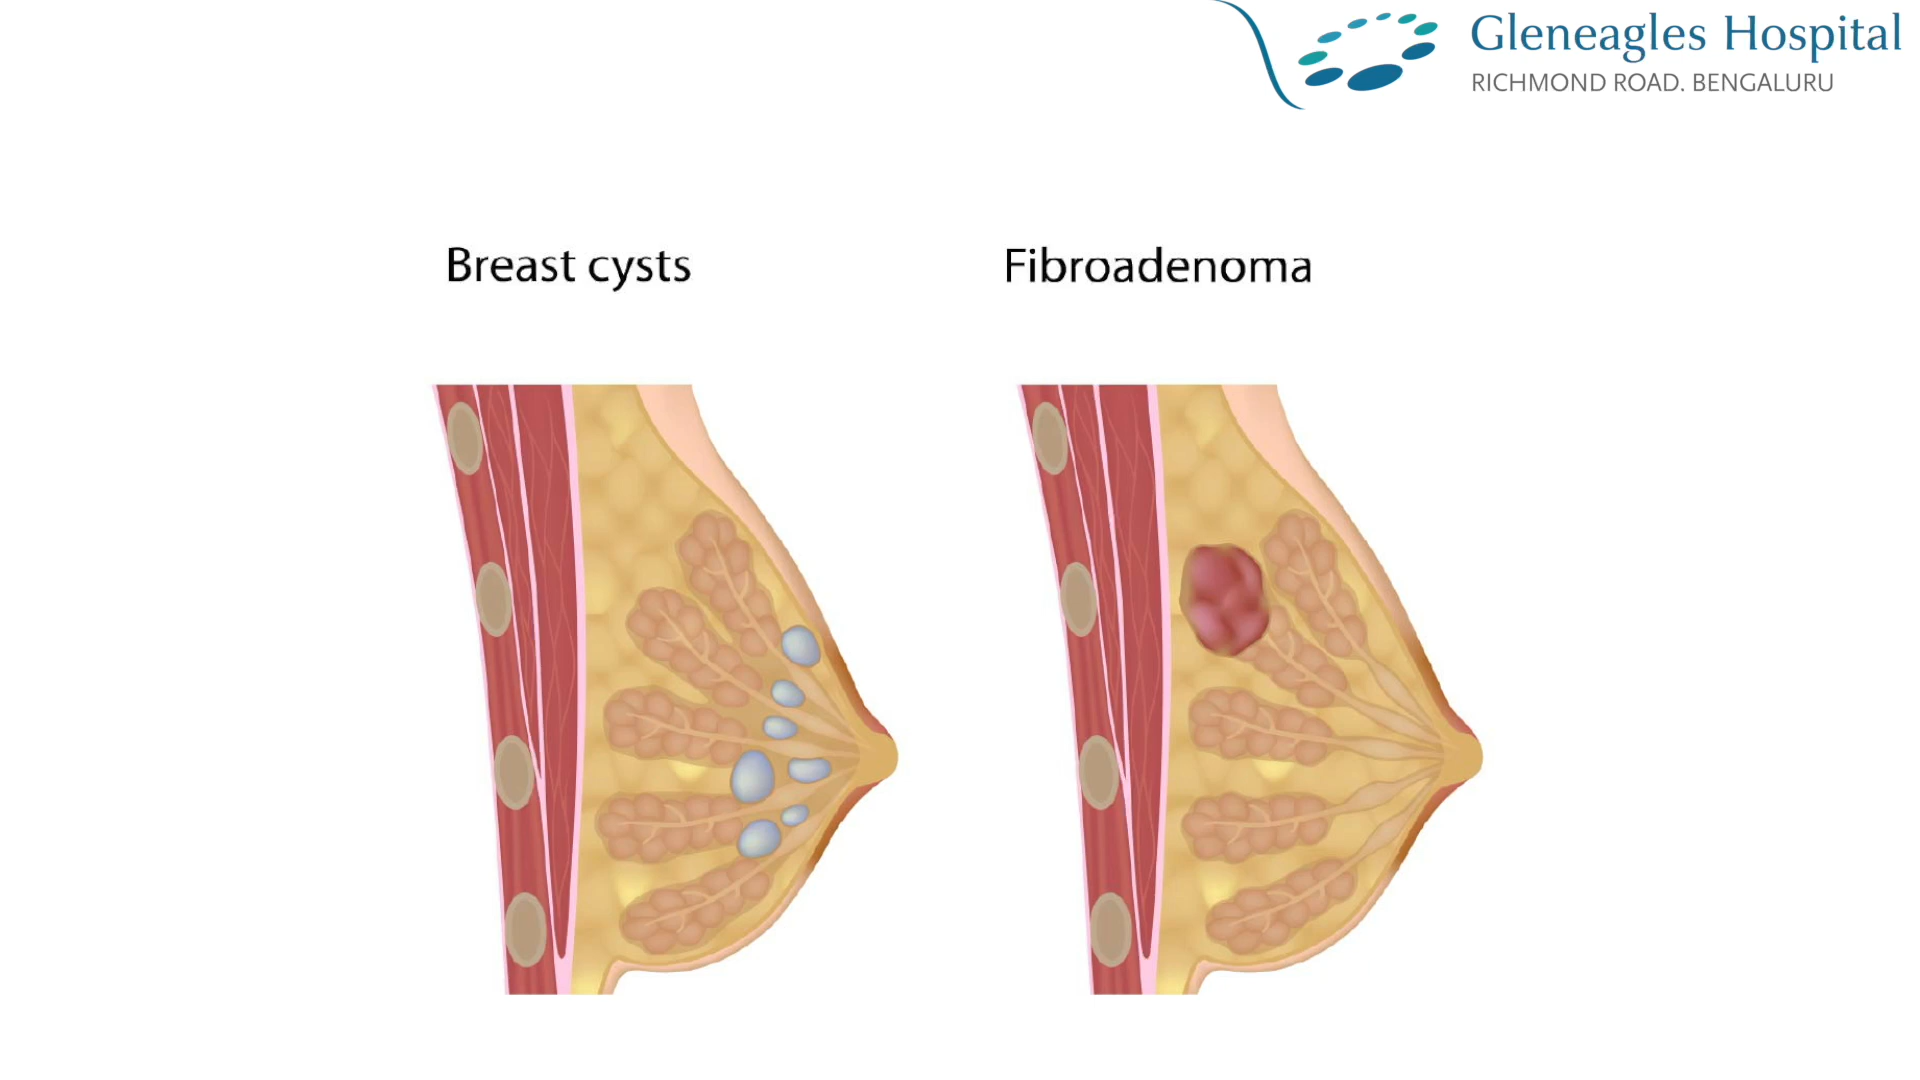 Gleneagles Hospital
RICHMOND ROAD. BENGALURU
Breast cysts
Fibroadenoma